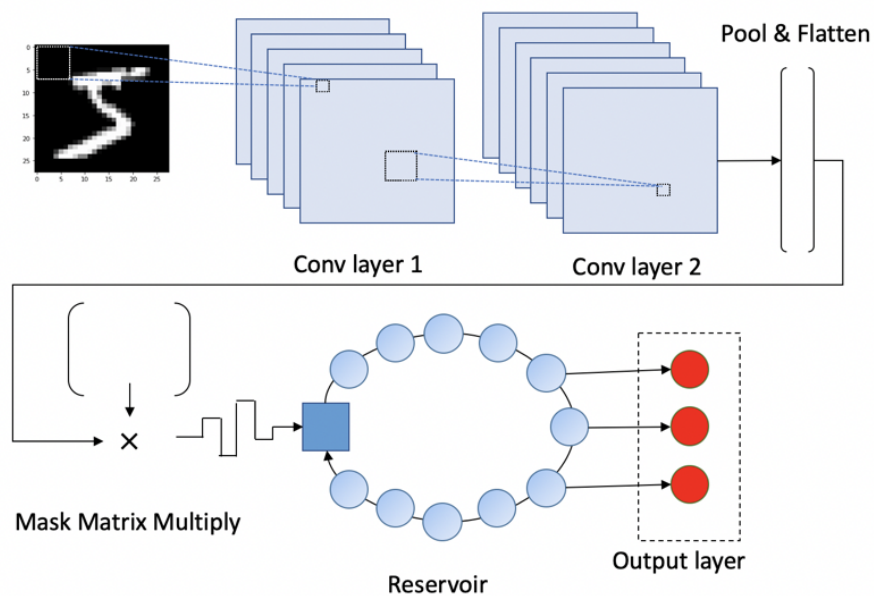 Pool & Flatten
0
5
10
15
20
25
0 5 10 15 20 25
Conv layer 1
Conv layer 2
×
Mask Matrix Multiply
Output layer
Reservoir